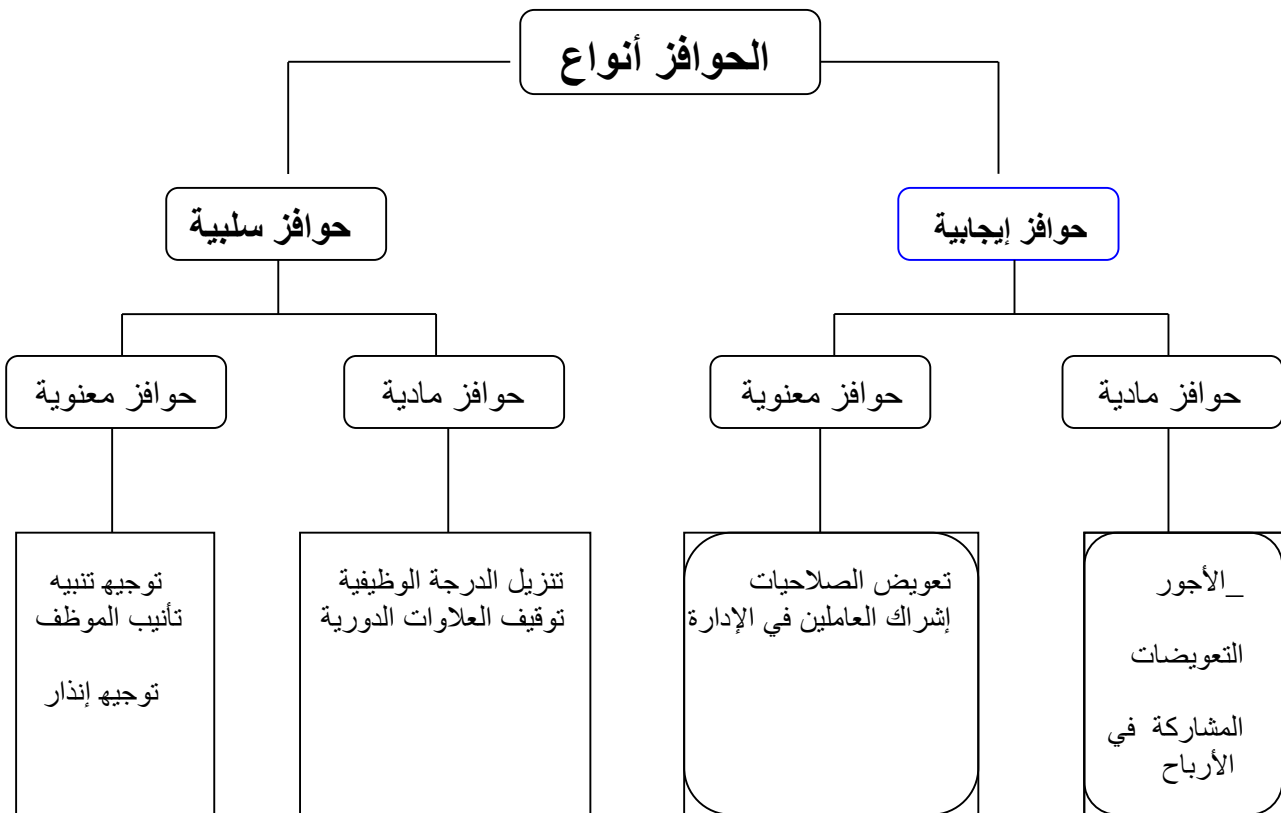 الحوافز أنواع
حوافز إيجابية
حوافز سلبية
حوافز مادية
حوافز معنوية
حوافز مادية
حوافز معنوية
_الأجور
التعويضات
المشاركة في
الأرباح
تعويض الصلاحيات
إشراك العاملين في الإدارة
تنزيل الدرجة الوظيفية
توقيف العلاوات الدورية
توجيه تنبيه
تأنيب الموظف
توجيه إنذار